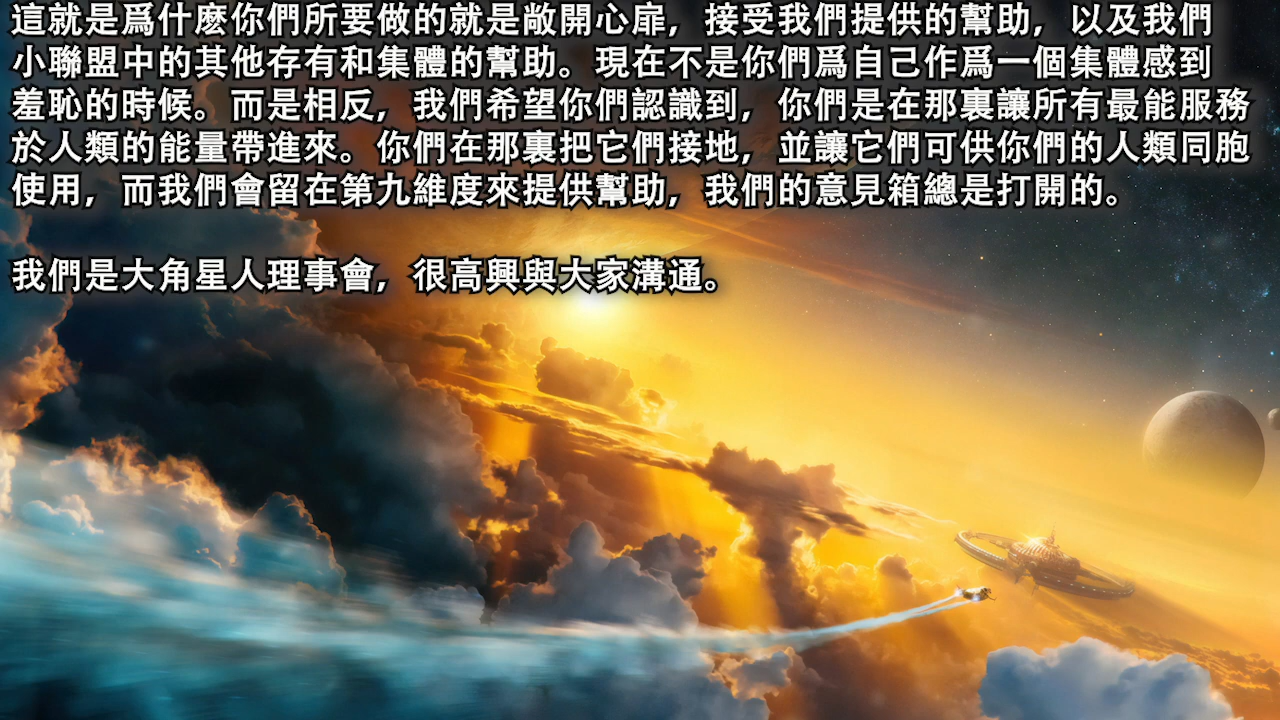 這就是爲什麽你們所要做的就是敞開心扉，接受我們提供的幫助，以及我們
小聯盟中的其他存有和集體的幫助。現在不是你們爲自己作爲一個集體感到
羞恥的時候。而是相反，我們希望你們認識到，你們是在那裏讓所有最能服務
於人類的能量帶進來。你們在那裏把它們接地，並讓它們可供你們的人類同胞
使用，而我們會留在第九維度來提供幫助，我們的意見箱總是打開的。
我們是大角星人理事會，很高興與大家溝通。